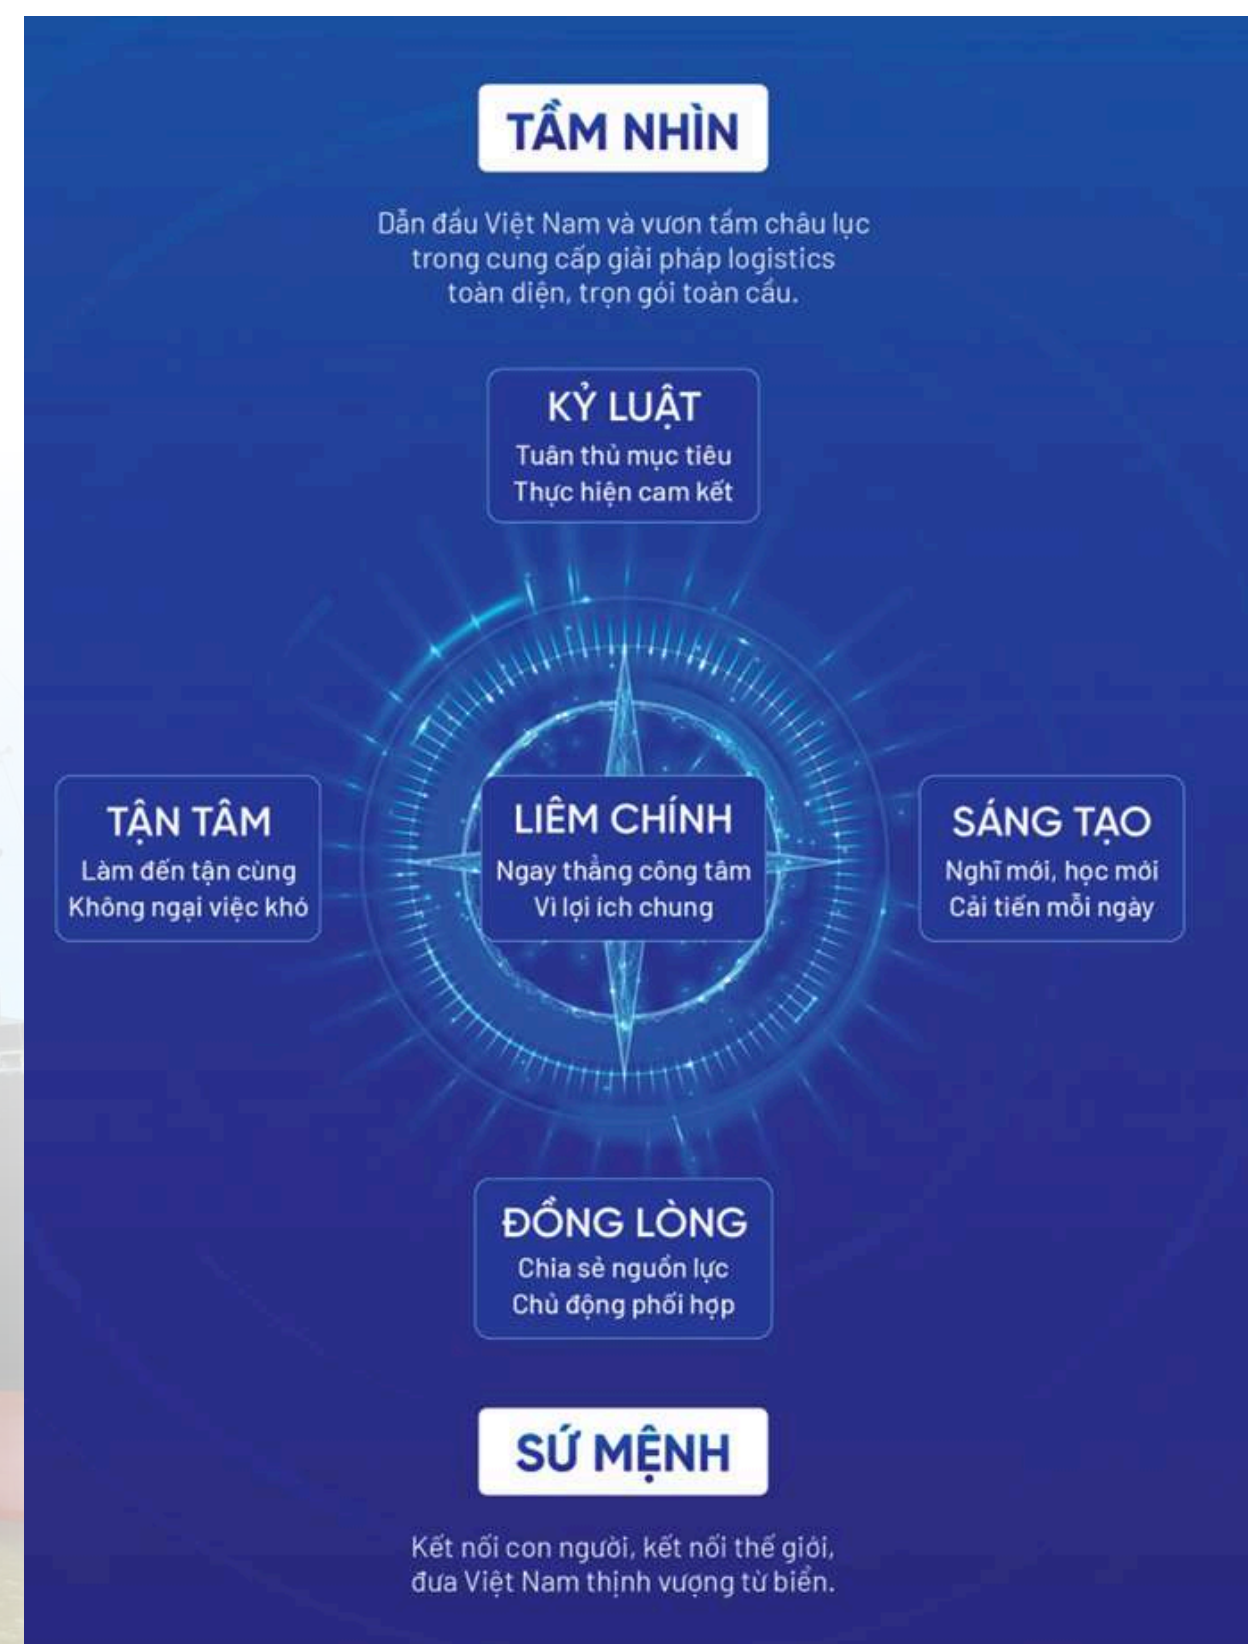 TẦM NHÌN
Dẫn đầu Việt Nam và vươn tầm châu lục
trong cung cấp giải pháp logistics
toàn diện, trọn gói toàn cầu.
KỶ LUẬT
Tuân thủ mục tiêu
Thực hiện cam kết
TẬN TÂM
Làm đến tận cùng
Không ngại việc khó
LIÊM CHÍNH
Ngay thẳng công tâm
Vì lợi ích chung
SÁNG TẠO
Nghĩ mới, học mới
Cải tiến mỗi ngày
ĐỒNG LÒNG
Chia sẻ nguồn lực
Chủ động phối hợp
SỨ MỆNH
Kết nối con người, kết nối thế giới,
đưa Việt Nam thịnh vượng từ biển.